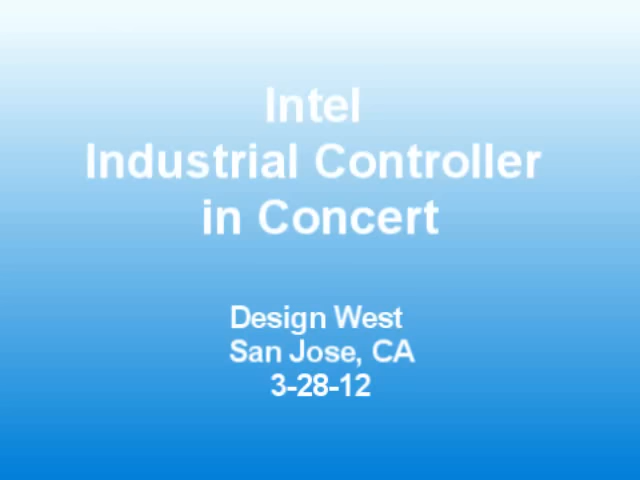 Intel
Industrial Controller
in Concert
Design West
San Jose, CA
3-28-12